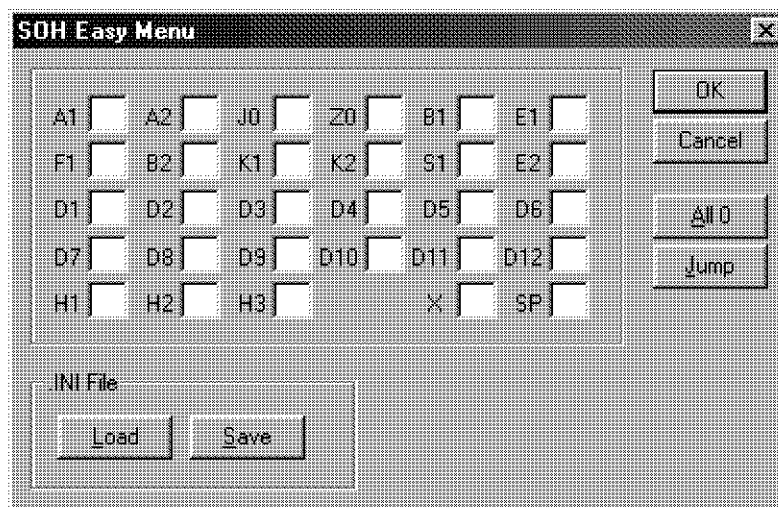 SOH Easy Menu
A1 A2 J0 Z0 B1 E1
F1 B2 K1 K2 S1 E2
D1 D2 D3 D4 D5 D6
D7 D8 D9 D10 D11 D12
H1 H2 H3 X SP
OK
Cancel
All 0
Jump
.INI File
Load Save